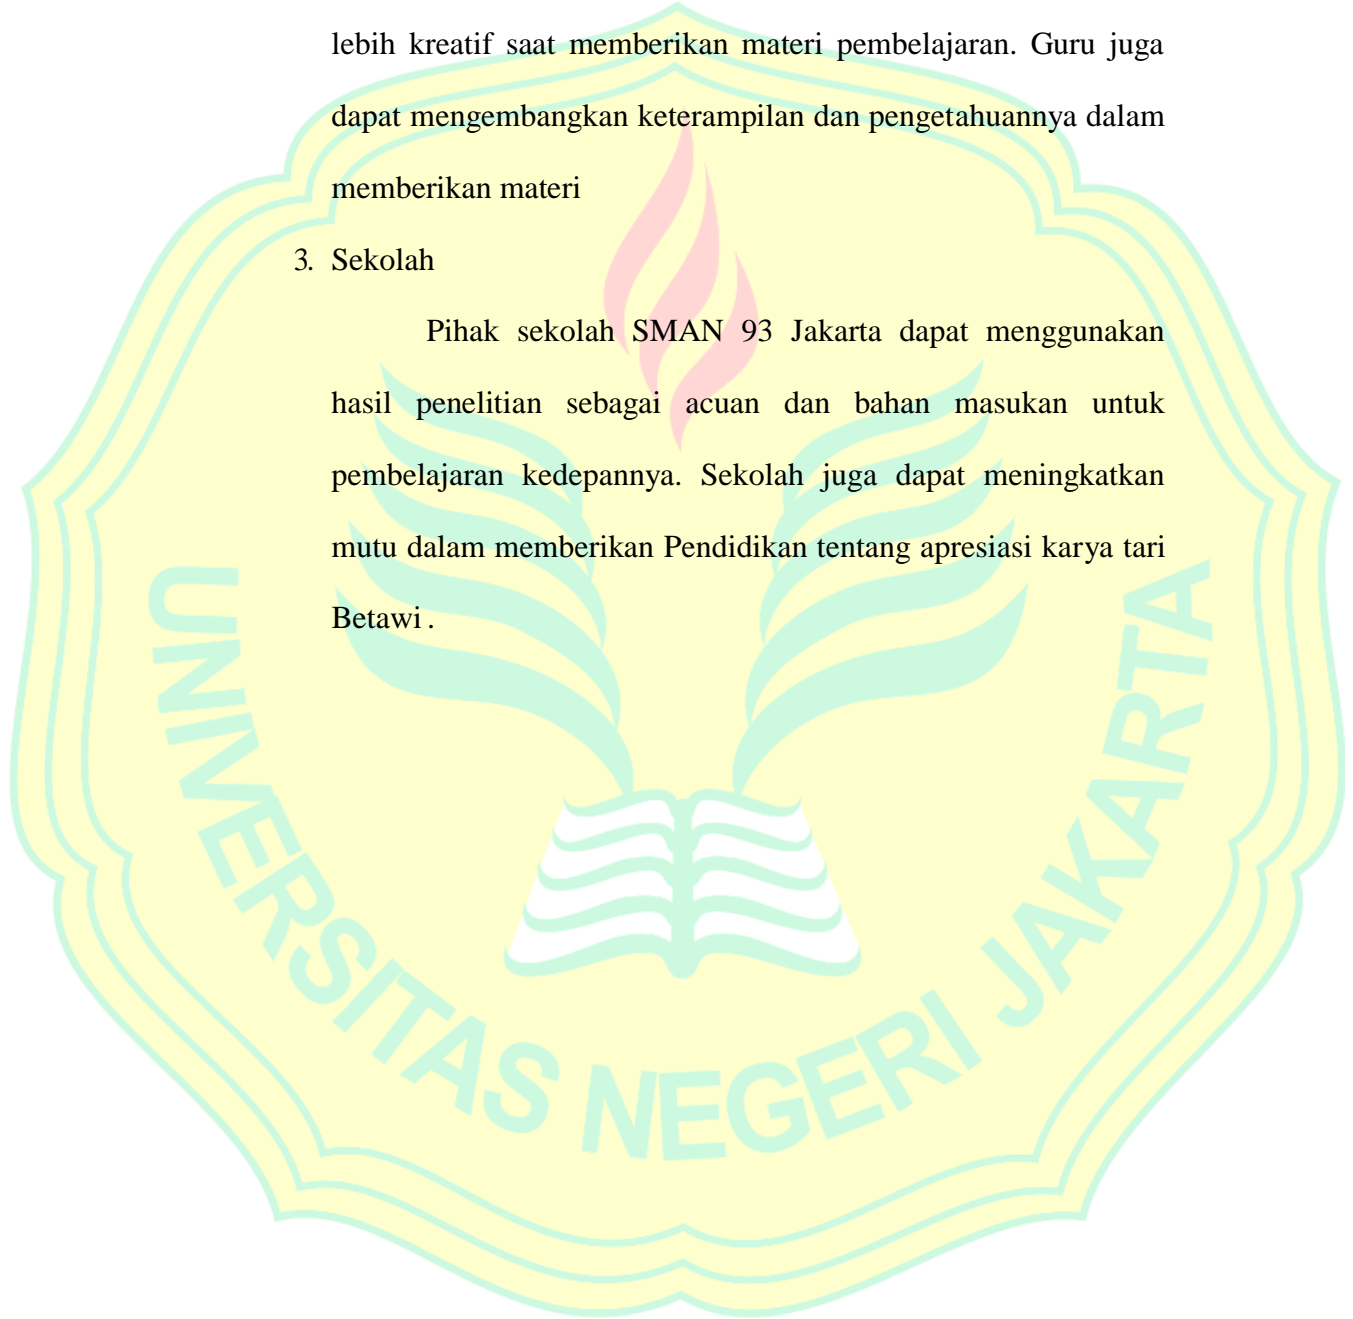 lebih kreatif saat memberikan materi pembelajaran. Guru juga
dapat mengembangkan keterampilan dan pengetahuannya dalam
memberikan materi
3. Sekolah
Pihak sekolah SMAN 93 Jakarta dapat menggunakan
hasil penelitian sebagai acuan dan bahan masukan untuk
pembelajaran kedepannya. Sekolah juga dapat meningkatkan
mutu dalam memberikan Pendidikan tentang apresiasi karya tari
Betawi .
UNIVERSITAS NEGERI JAKARTA